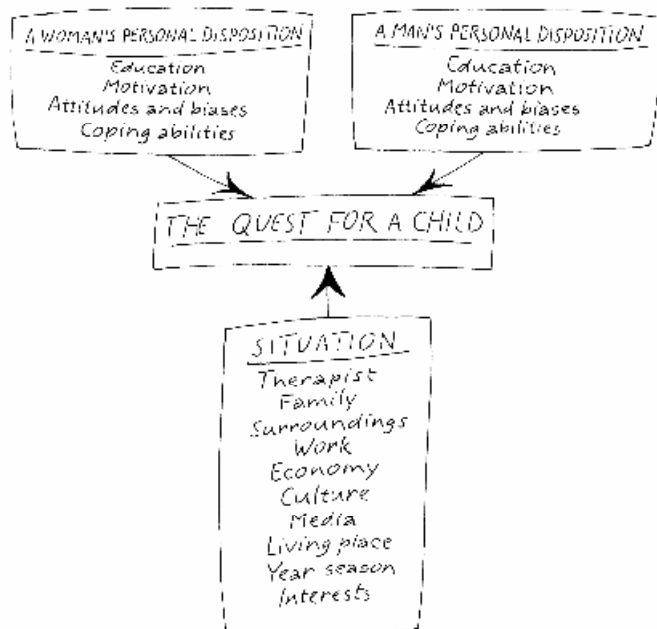 A WOMAN'S PERSONAL DISPOSITION
Education
Motivation
Attitudes and biases
Coping abilities
A MAN'S PERSONAL DISPOSITION
Education
Motivation
Attitudes and biases
Coping abilities
THE QUEST FOR A CHILD
SITUATION
Therapist
Family
Surroundings
Work
Economy
Culture
Media
Living place
Year season
Interests